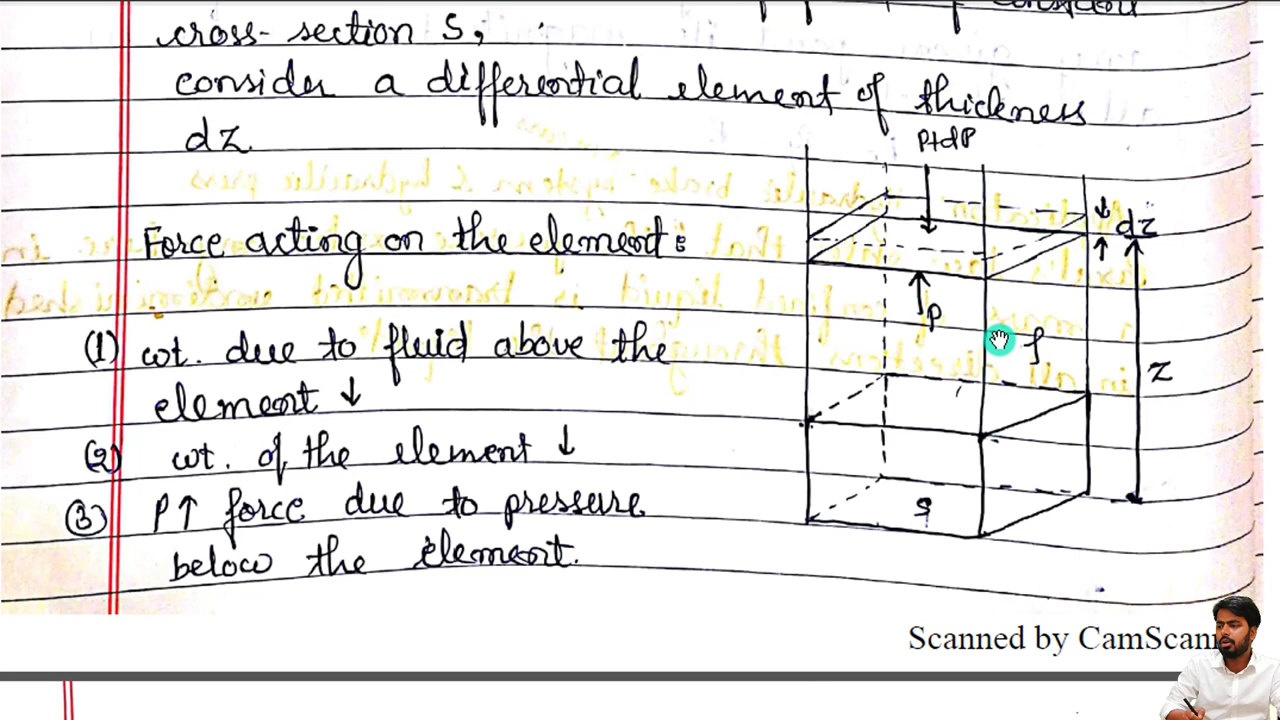 consider
cross-section S,
consider a differential element of thickness
dz
P+dP
dz
Force acting on the element:
P
ρ
(1) wt. due to fluid above the
z
element ↓
(2) wt. of the element ↓
(3) P↑ force due to pressure
S
below the element.
Scanned by CamScann